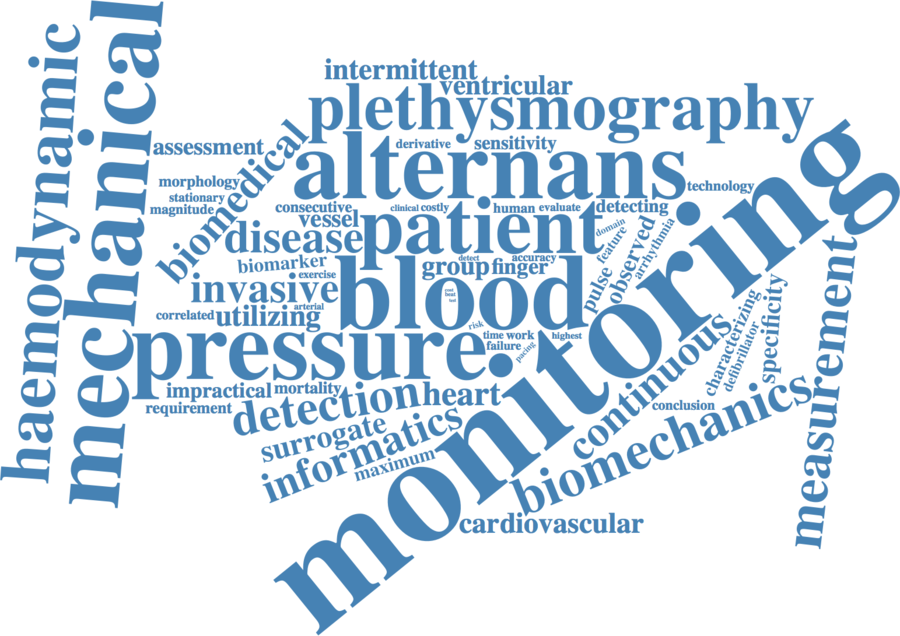 haemodynamic
mechanical
intermittent
ventricular
plethysmography
assessment
biomedical
derivative
sensitivity
alternans
morphology
stationary
magnitude
technology
consecutive
clinical
costly
human
evaluate
detecting
vessel
patient
disease
domain
feature
observed
arrhythmia
monitoring
biomarker
exercise
detect
accuracy
group
finger
pulse
invasive
blood
beat
arterial
correlated
utilizing
risk
time
work
highest
pressure
failure
pacing
continuous
characterizing
defibrillator
specificity
measurement
impractical
mortality
requirement
detection
heart
conclusion
surrogate
informatics
maximum
biomechanics
cardiovascular